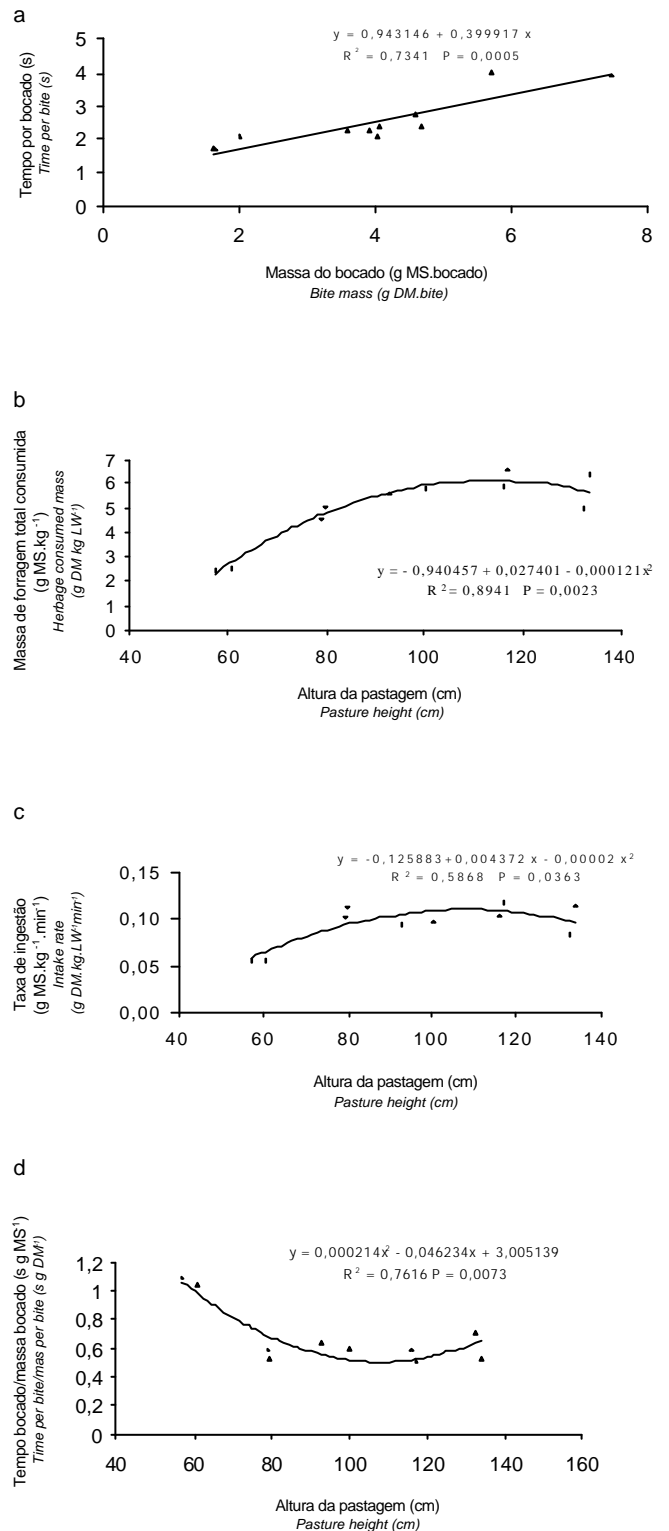 a
y = 0,943146 + 0,399917 x
R² = 0,7341 P = 0,0005
Tempo por bocado (s)
Time per bite (s)
5
4
3
2
1
0
0 2 4 6 8
Massa do bocado (g MS.bocado)
Bite mass (g DM.bite)
b
Massa de forragem total consumida
(g MS.kg⁻¹)
Herbage consumed mass
(g DM kg LW⁻¹)
7
6
5
4
3
2
1
0
y = - 0,940457 + 0,027401 - 0,000121x²
R² = 0,8941 P = 0,0023
40 60 80 100 120 140
Altura da pastagem (cm)
Pasture height (cm)
c
y = -0,125883+0,004372 x - 0,00002 x²
R² = 0,5868 P = 0,0363
Taxa de ingestão
(g MS.kg⁻¹.min⁻¹)
Intake rate
(g DM.kg.LW⁻¹min⁻¹)
0,15
0,10
0,05
0,00
40 60 80 100 120 140
Altura da pastagem (cm)
Pasture height (cm)
d
Tempo bocado/massa bocado (s g MS⁻¹)
Time per bite/mas per bite (s g DM⁻¹)
1,2
1
0,8
0,6
0,4
0,2
0
y = 0,000214x² - 0,046234x + 3,005139
R² = 0,7616 P = 0,0073
40 60 80 100 120 140 160
Altura da pastagem (cm)
Pasture height (cm)